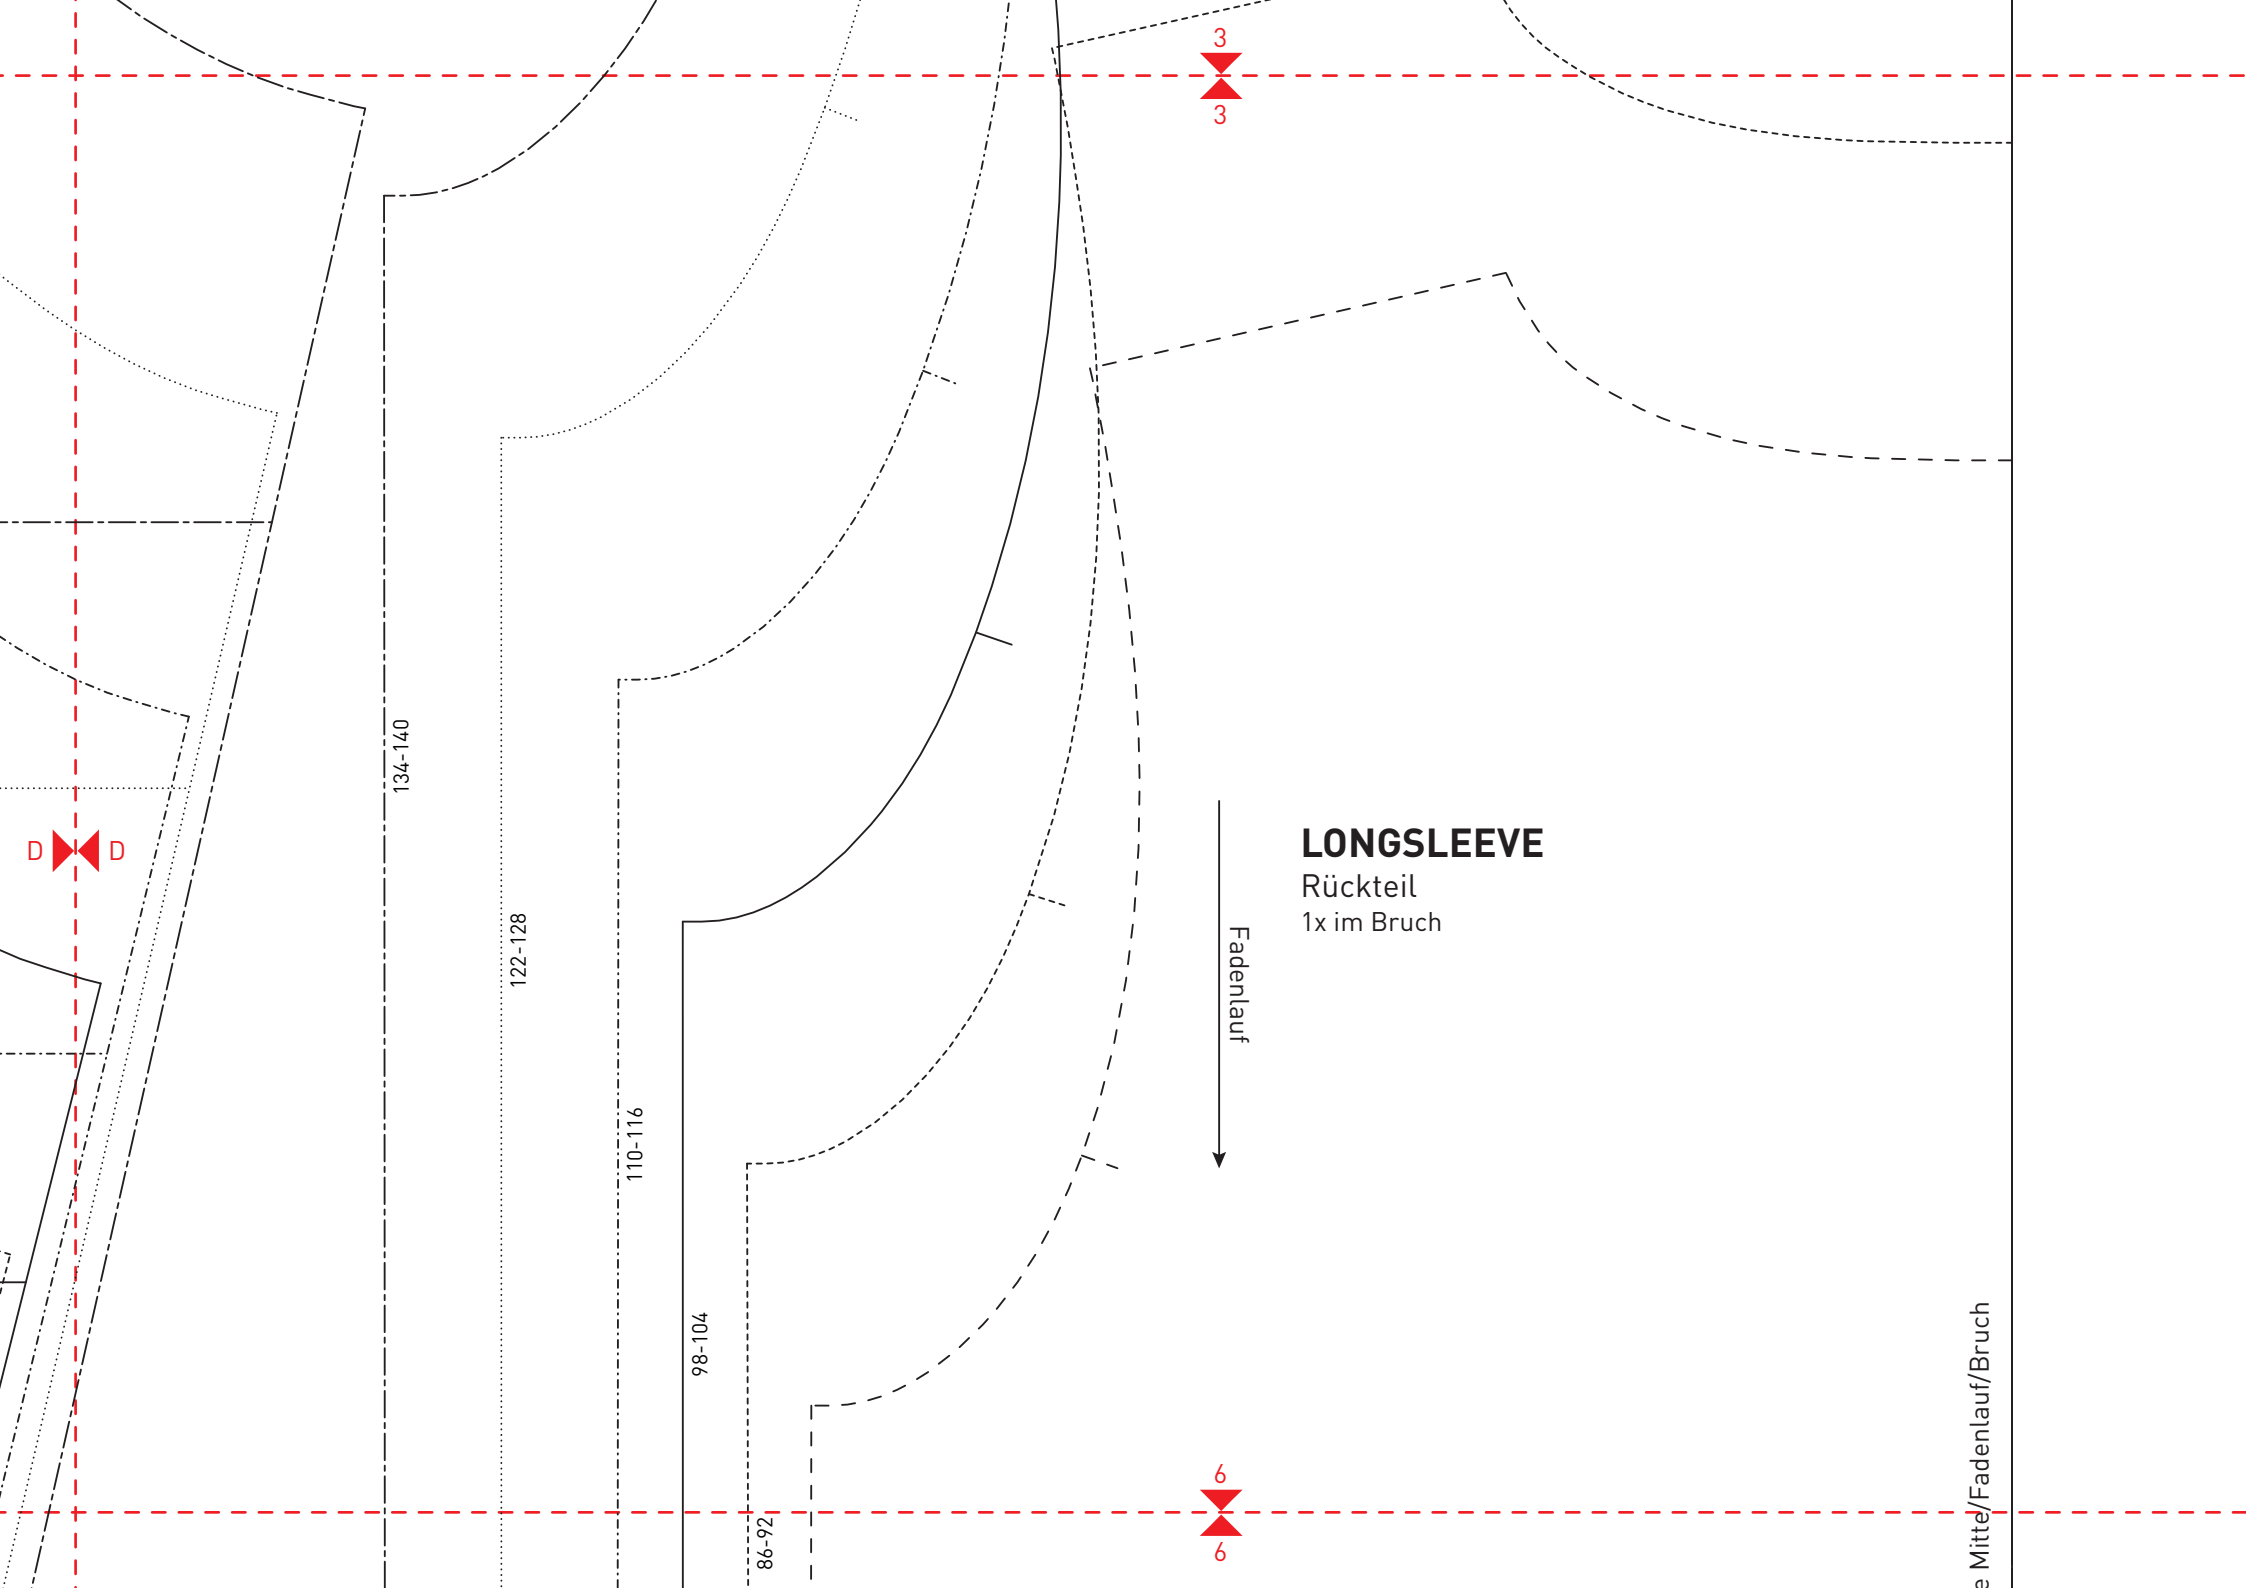 3
3
134-140
D D
LONGSLEEVE
Rückteil
1x im Bruch
122-128
Fadenlauf
110-116
98-104
e Mitte/Fadenlauf/Bruch
6
86-92
6